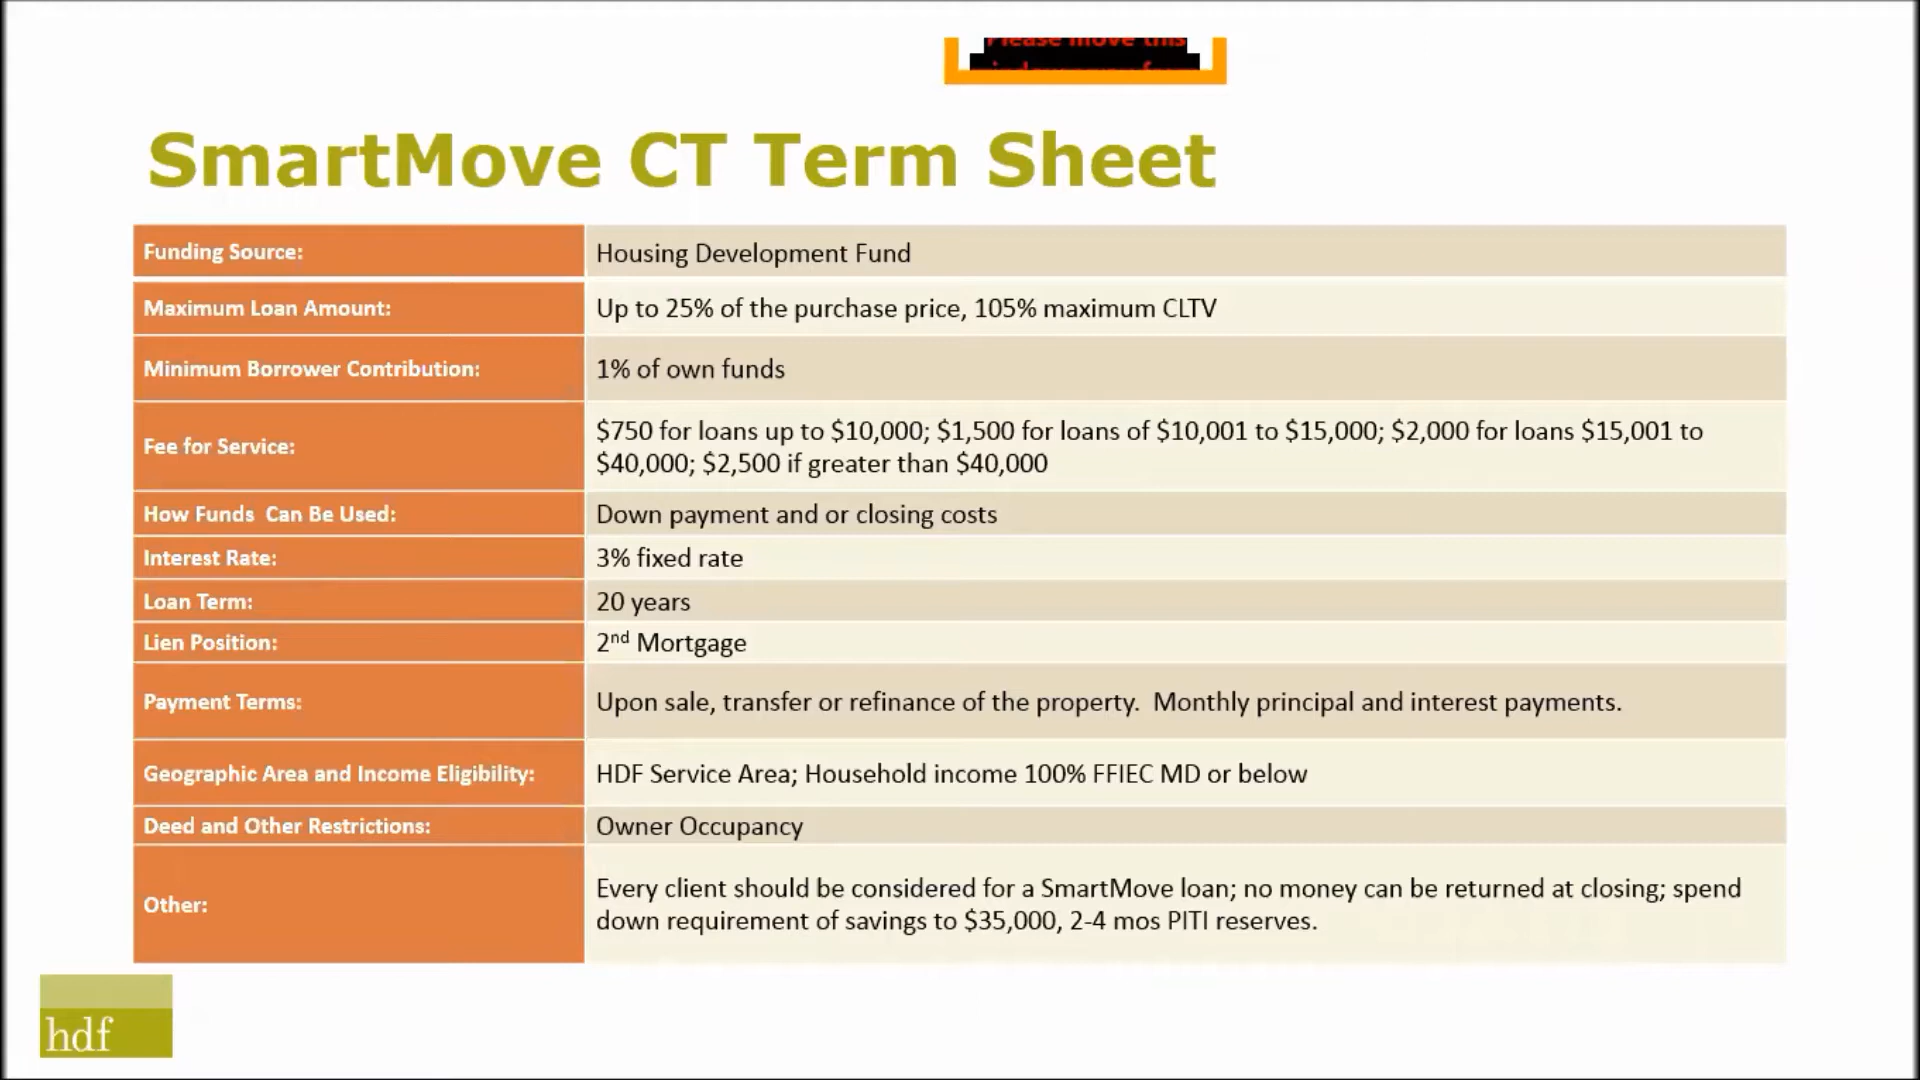 Please move this
SmartMove CT Term Sheet
Funding Source:
Housing Development Fund
Maximum Loan Amount:
Up to 25% of the purchase price, 105% maximum CLTV
Minimum Borrower Contribution:
1% of own funds
Fee for Service:
$750 for loans up to $10,000; $1,500 for loans of $10,001 to $15,000; $2,000 for loans $15,001 to
$40,000; $2,500 if greater than $40,000
How Funds  Can Be Used:
Down payment and or closing costs
Interest Rate:
3% fixed rate
Loan Term:
20 years
Lien Position:
2nd Mortgage
Payment Terms:
Upon sale, transfer or refinance of the property.  Monthly principal and interest payments.
Geographic Area and Income Eligibility:
HDF Service Area; Household income 100% FFIEC MD or below
Deed and Other Restrictions:
Owner Occupancy
Other:
Every client should be considered for a SmartMove loan; no money can be returned at closing; spend
down requirement of savings to $35,000, 2-4 mos PITI reserves.
hdf